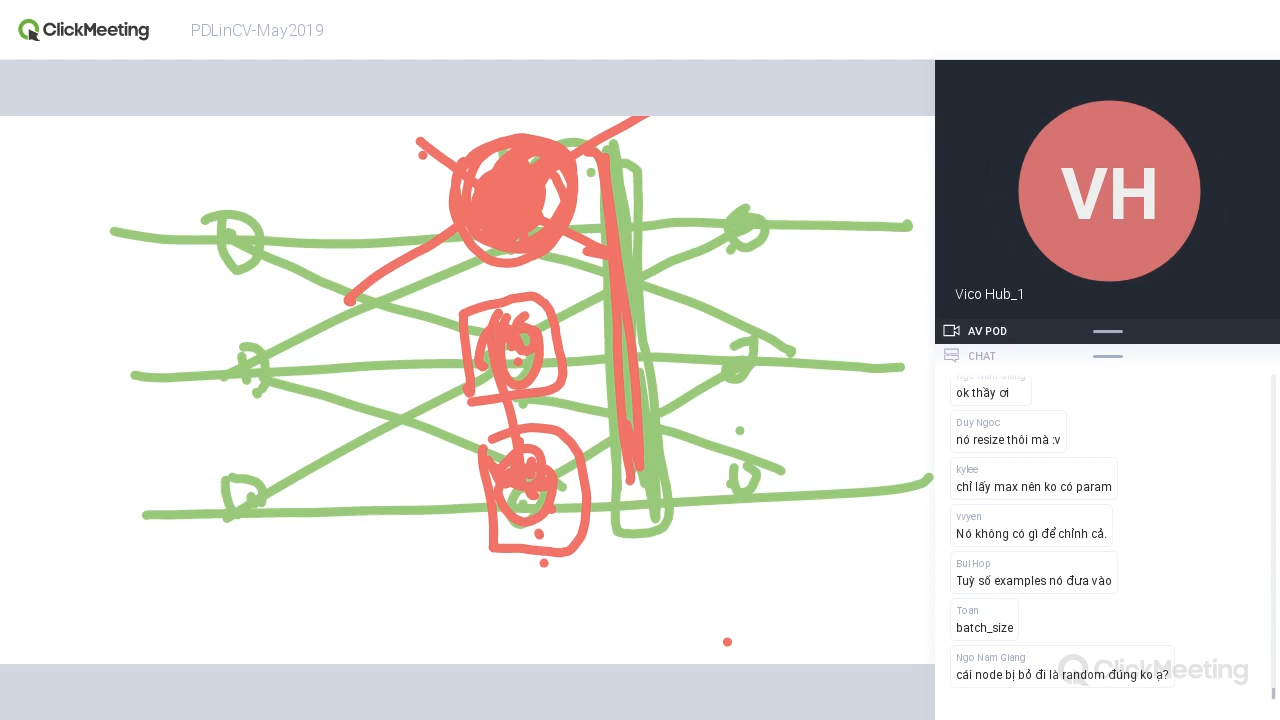 ClickMeeting
PDLinCV-May2019
VH
Vico Hub_1
AV POD
CHAT
Ngo Nam Giang
ok thầy ơi
Duy Ngoc
nó resize thôi mà :v
kylee
chỉ lấy max nên ko có param
vvyen
Nó không có gì để chỉnh cả.
Bui Hop
Tuỳ số examples nó đưa vào
Toan
batch_size
Ngo Nam Giang
cái node bị bỏ đi là random đúng ko ạ?
ClickMeeting